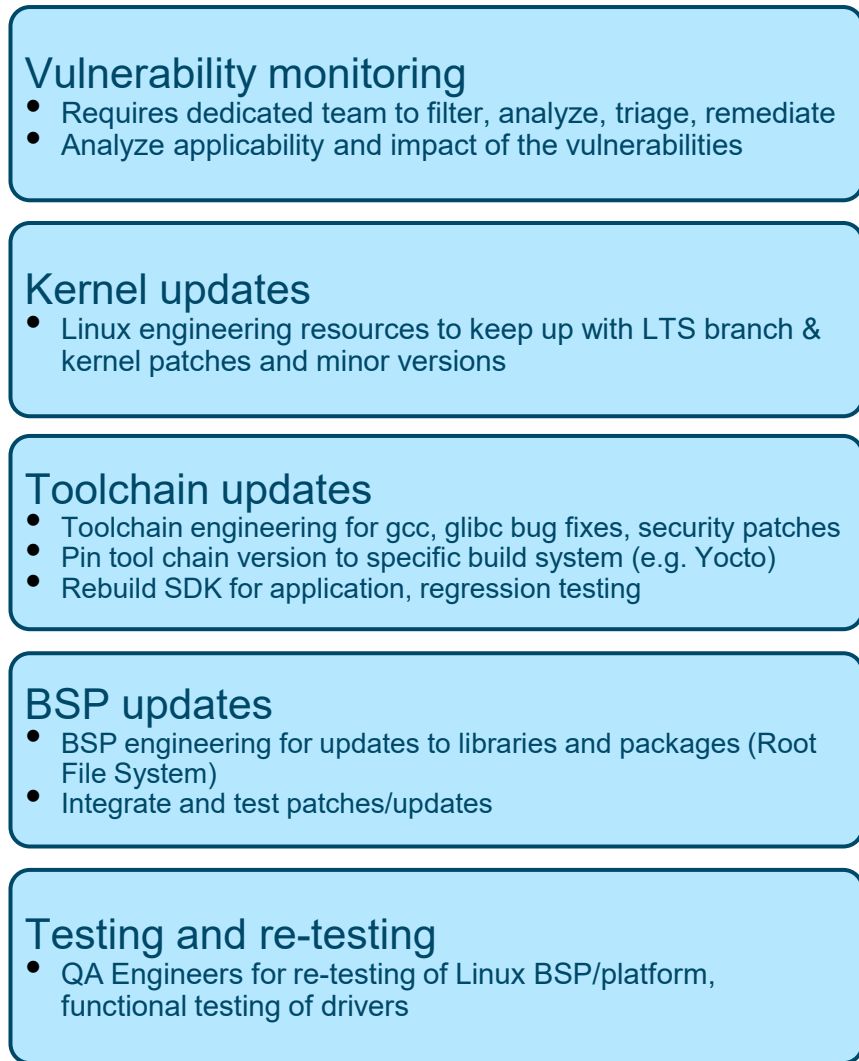 Vulnerability monitoring
• Requires dedicated team to filter, analyze, triage, remediate
• Analyze applicability and impact of the vulnerabilities
Kernel updates
• Linux engineering resources to keep up with LTS branch &
kernel patches and minor versions
Toolchain updates
• Toolchain engineering for gcc, glibc bug fixes, security patches
• Pin tool chain version to specific build system (e.g. Yocto)
• Rebuild SDK for application, regression testing
BSP updates
• BSP engineering for updates to libraries and packages (Root
File System)
• Integrate and test patches/updates
Testing and re-testing
• QA Engineers for re-testing of Linux BSP/platform,
functional testing of drivers